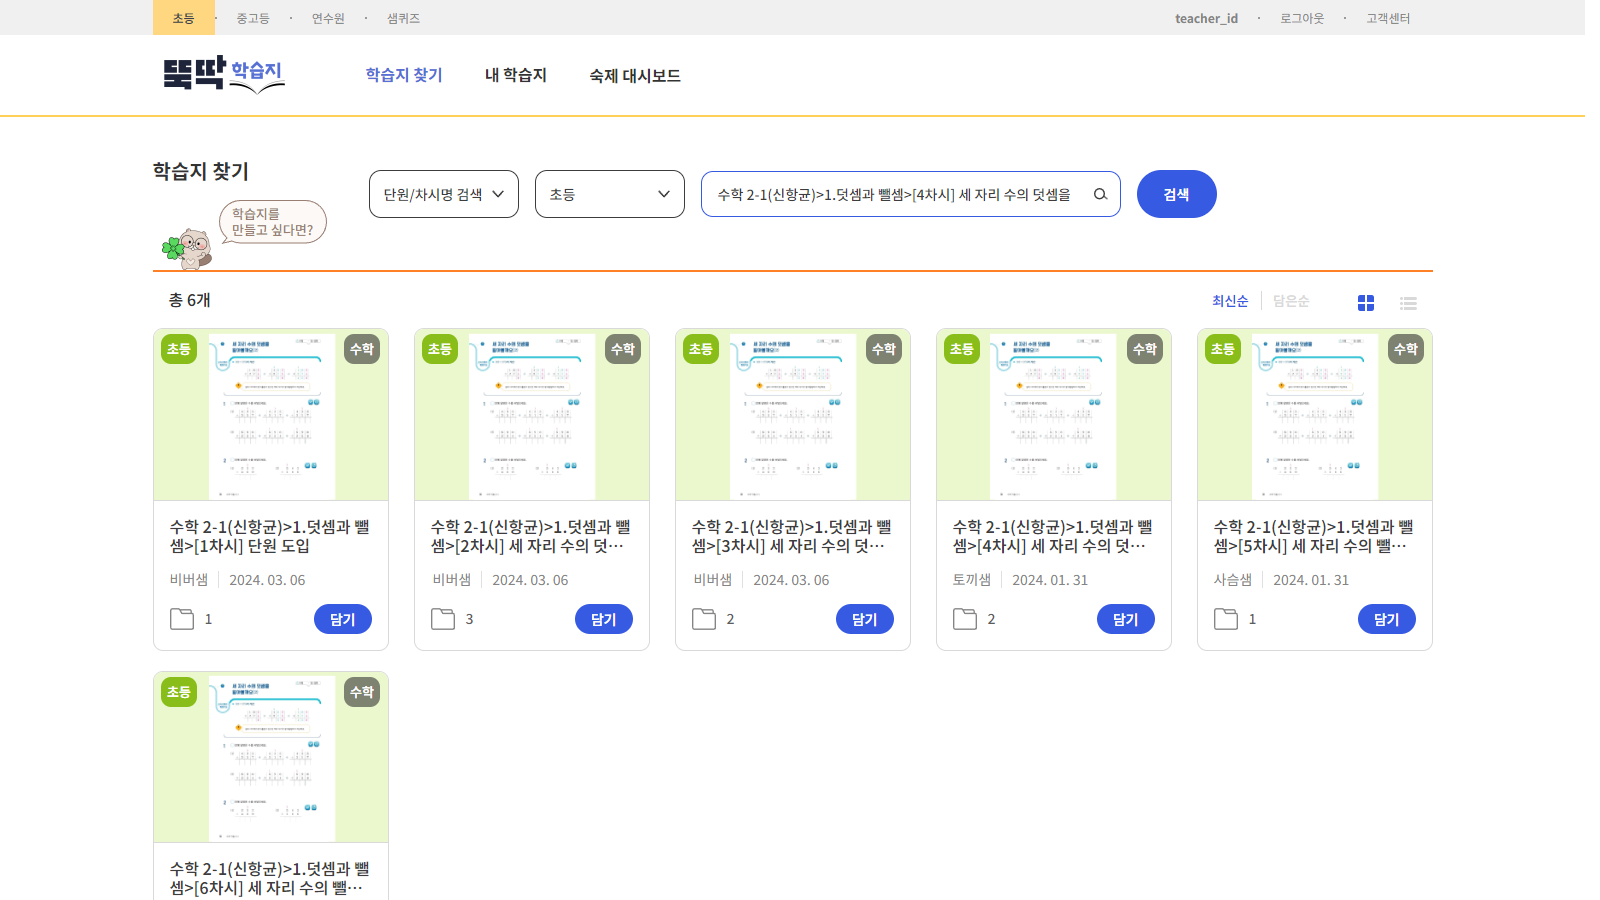 초등 · 중고등 · 연수원 · 샘퀴즈
teacher_id · 로그아웃 · 고객센터
뚝딱 학습지
학습지 찾기
내 학습지
숙제 대시보드
학습지 찾기
학습지를
만들고 싶다면?
단원/차시명 검색
초등
수학 2-1(신항균)>1.덧셈과 뺄셈>[4차시] 세 자리 수의 덧셈을
검색
총 6개
최신순
담은순
초등
수학
수학 2-1(신항균)>1.덧셈과 뺄
셈>[1차시] 단원 도입
비버샘
2024. 03. 06
1
담기
초등
수학
수학 2-1(신항균)>1.덧셈과 뺄
셈>[2차시] 세 자리 수의 덧···
비버샘
2024. 03. 06
3
담기
초등
수학
수학 2-1(신항균)>1.덧셈과 뺄
셈>[3차시] 세 자리 수의 덧···
비버샘
2024. 03. 06
2
담기
초등
수학
수학 2-1(신항균)>1.덧셈과 뺄
셈>[4차시] 세 자리 수의 덧···
토끼샘
2024. 01. 31
2
담기
초등
수학
수학 2-1(신항균)>1.덧셈과 뺄
셈>[5차시] 세 자리 수의 뺄···
사슴샘
2024. 01. 31
1
담기
초등
수학
수학 2-1(신항균)>1.덧셈과 뺄
셈>[6차시] 세 자리 수의 뺄···